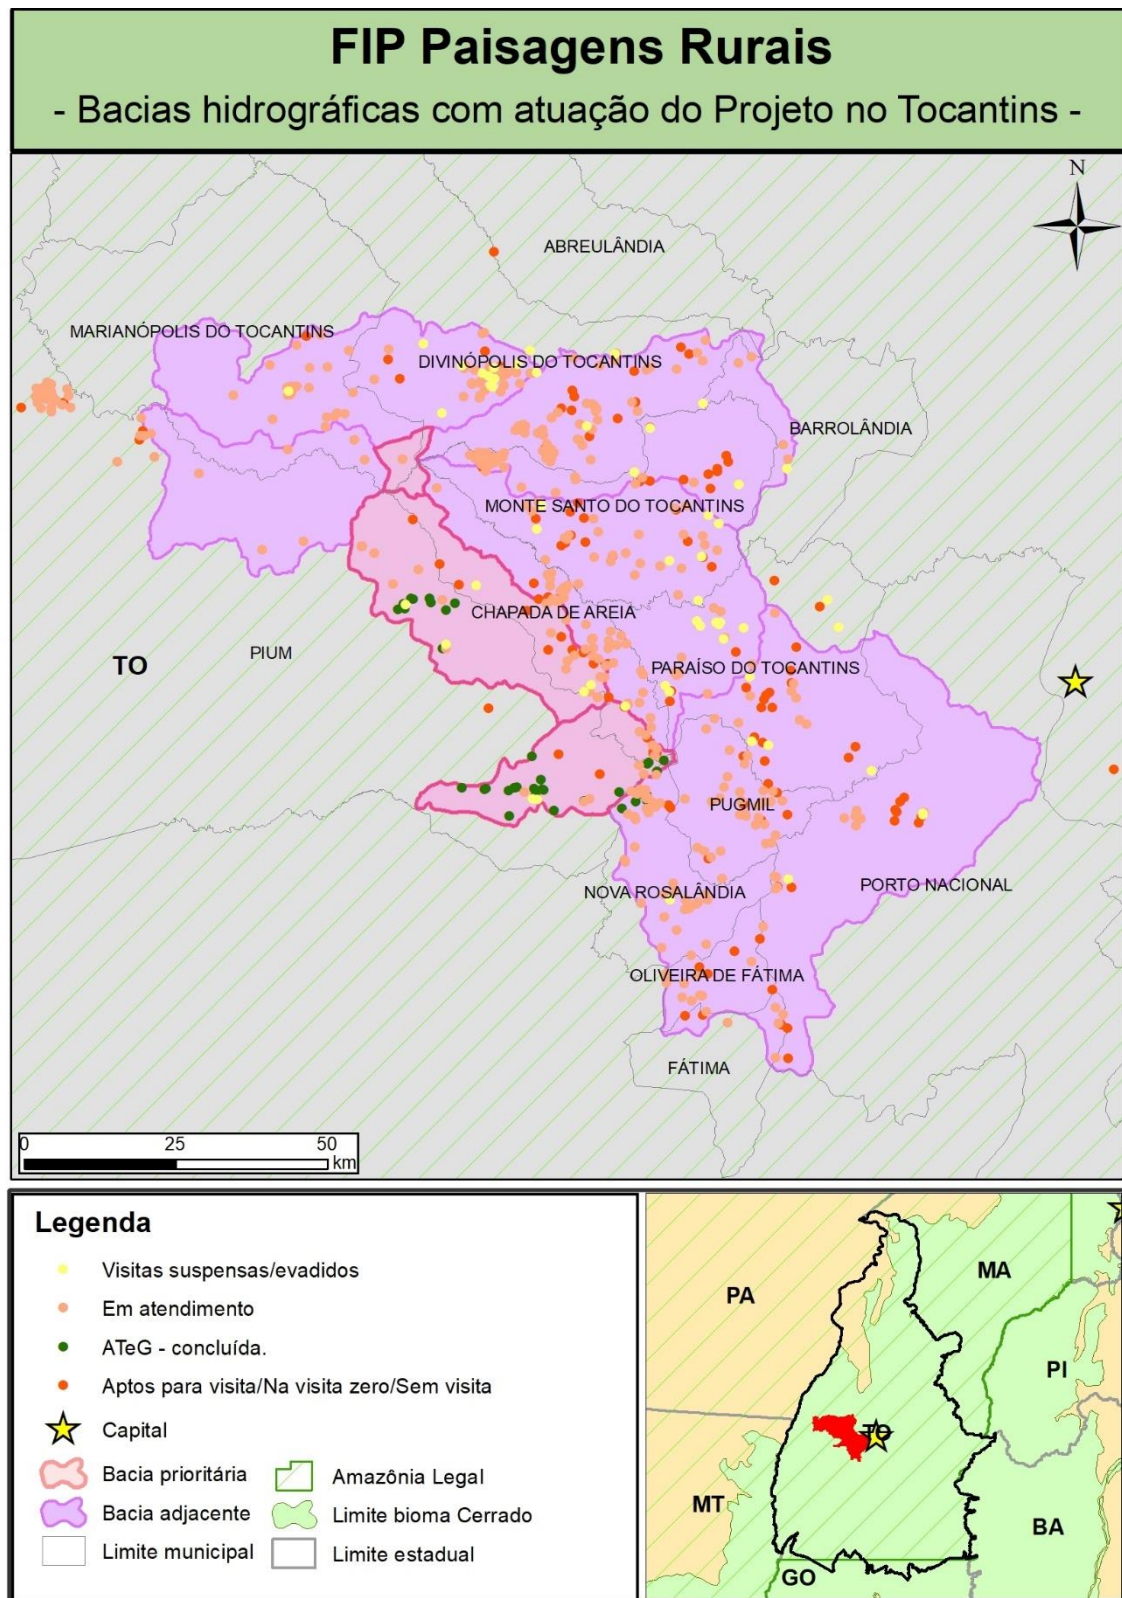 FIP Paisagens Rurais
- Bacias hidrográficas com atuação do Projeto no Tocantins -
N
ABREULÂNDIA
MARIANÓPOLIS DO TOCANTINS
DIVINÓPOLIS DO TOCANTINS
BARROLÂNDIA
MONTE SANTO DO TOCANTINS
CHAPADA DE AREIA
PIUM
TO
PARAÍSO DO TOCANTINS
PUGMIL
NOVA ROSALÂNDIA
PORTO NACIONAL
OLIVEIRA DE FÁTIMA
FÁTIMA
0 25 50
km
Legenda
Visitas suspensas/evadidos
Em atendimento
ATeG - concluída.
Aptos para visita/Na visita zero/Sem visita
Capital
Bacia prioritária
Amazônia Legal
Bacia adjacente
Limite bioma Cerrado
Limite municipal
Limite estadual
PA
MA
PI
TO
MT
BA
GO